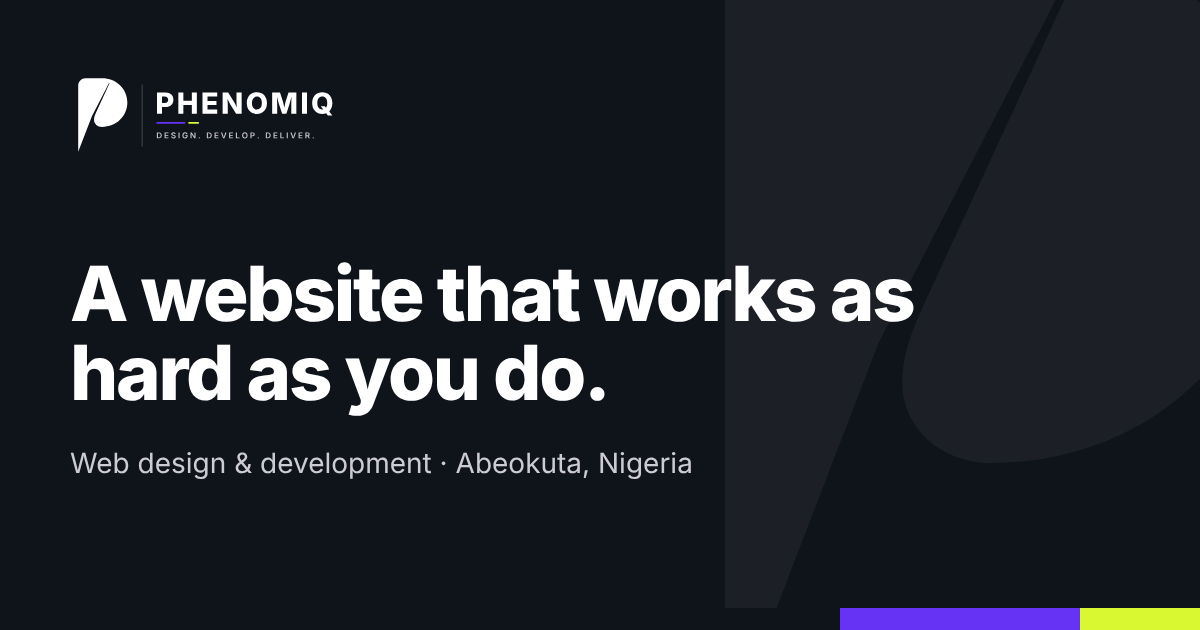 PHENOMIQ
DESIGN. DEVELOP. DELIVER.
A website that works as
hard as you do.
Web design & development · Abeokuta, Nigeria